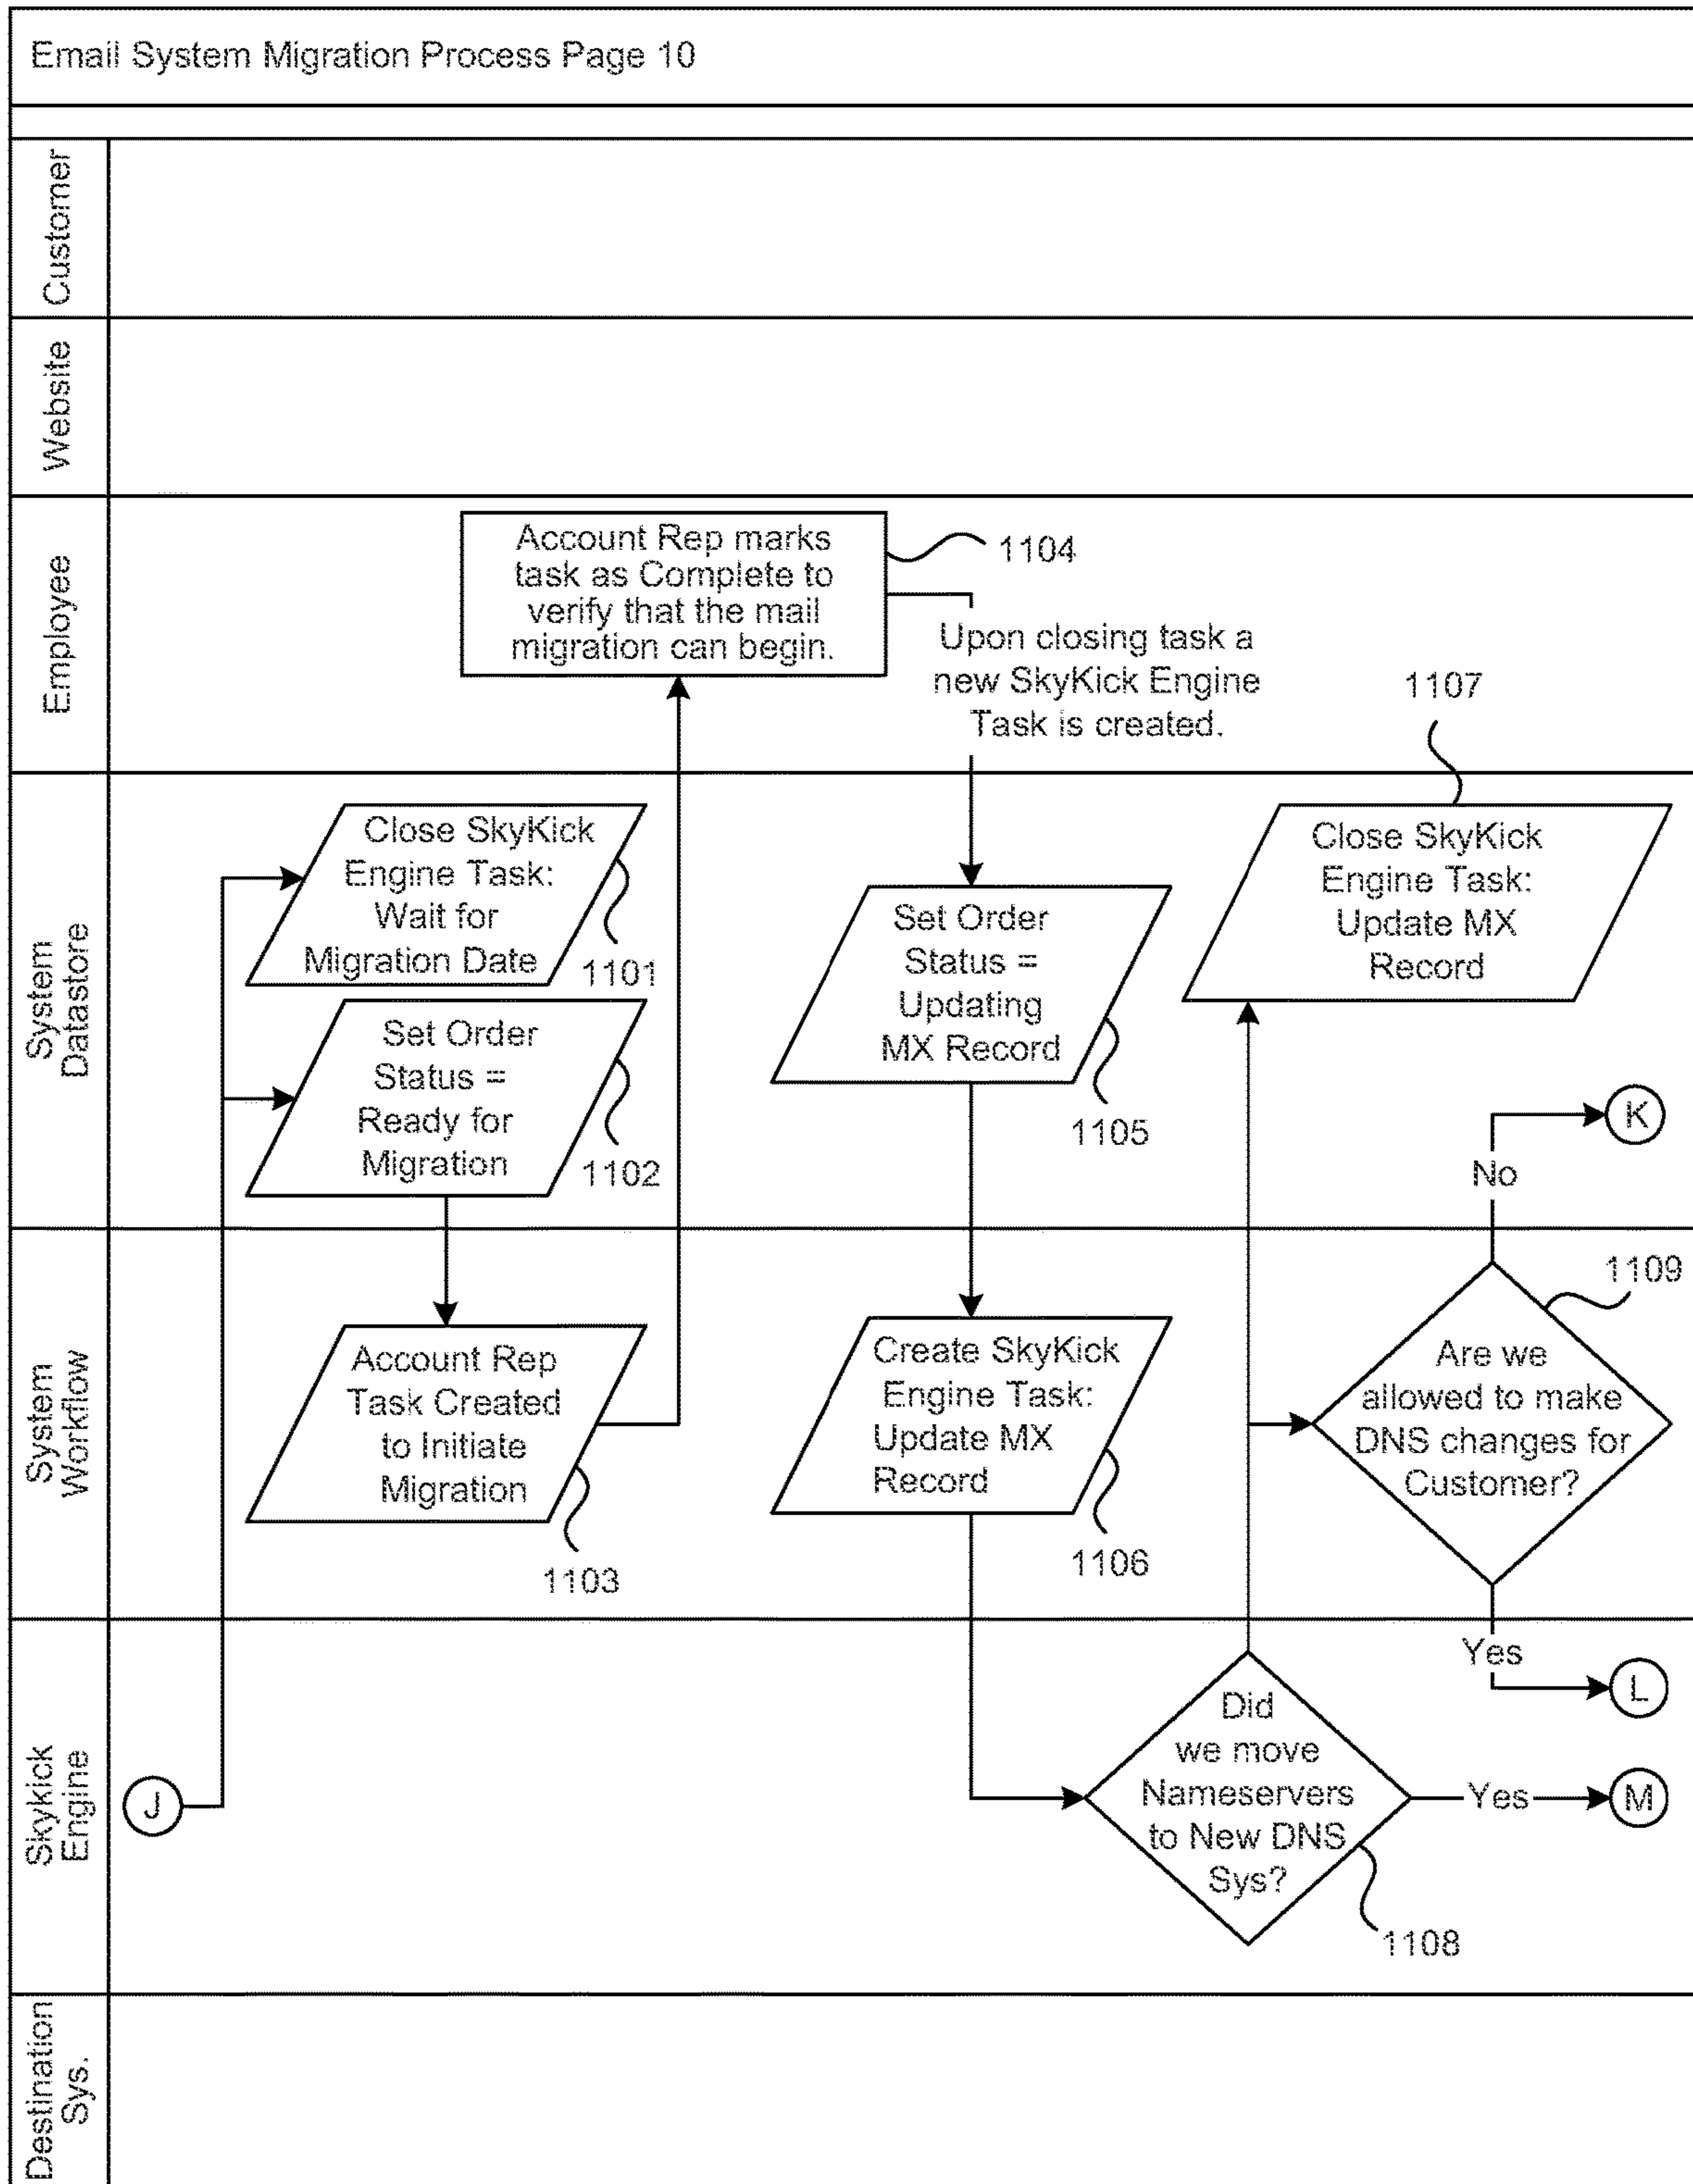 Email System Migration Process Page 10
Customer
Website
Employee
Account Rep marks
task as Complete to
verify that the mail
migration can begin.
1104
Upon closing task a
new SkyKick Engine
Task is created.
1107
System
Datastore
Close SkyKick
Engine Task:
Wait for
Migration Date
1101
Set Order
Status =
Ready for
Migration
1102
Set Order
Status =
Updating
MX Record
1105
Close SkyKick
Engine Task:
Update MX
Record
K
No
System
Workflow
Account Rep
Task Created
to Initiate
Migration
1103
Create SkyKick
Engine Task:
Update MX
Record
1106
1109
Are we
allowed to make
DNS changes for
Customer?
Yes
L
Skykick
Engine
J
Did
we move
Nameservers
to New DNS
Sys?
Yes
M
1108
Destination
Sys.